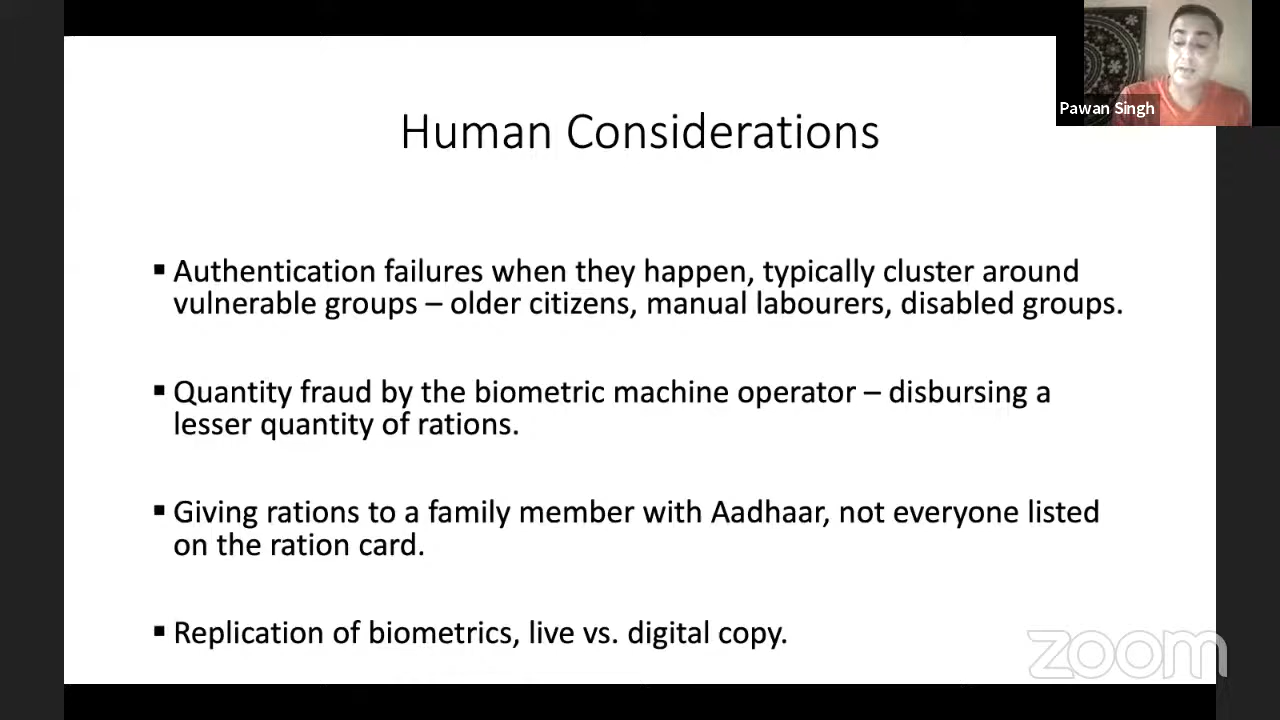 Pawan Singh
Human Considerations
▪ Authentication failures when they happen, typically cluster around
vulnerable groups – older citizens, manual labourers, disabled groups.
▪ Quantity fraud by the biometric machine operator – disbursing a
lesser quantity of rations.
▪ Giving rations to a family member with Aadhaar, not everyone listed
on the ration card.
▪ Replication of biometrics, live vs. digital copy.
zoom